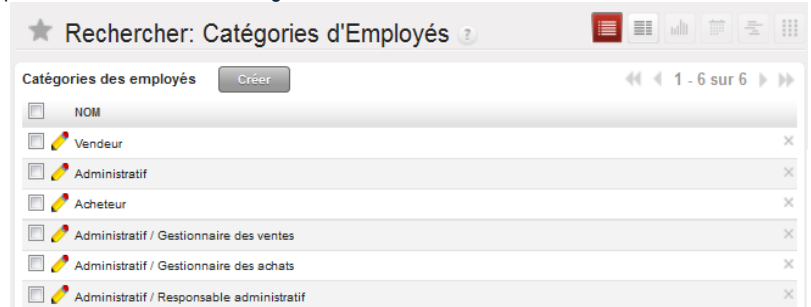 Rechercher: Catégories d'Employés ?
Catégories des employés Créer 1 - 6 sur 6
NOM
Vendeur
Administratif
Acheteur
Administratif / Gestionnaire des ventes
Administratif / Gestionnaire des achats
Administratif / Responsable administratif